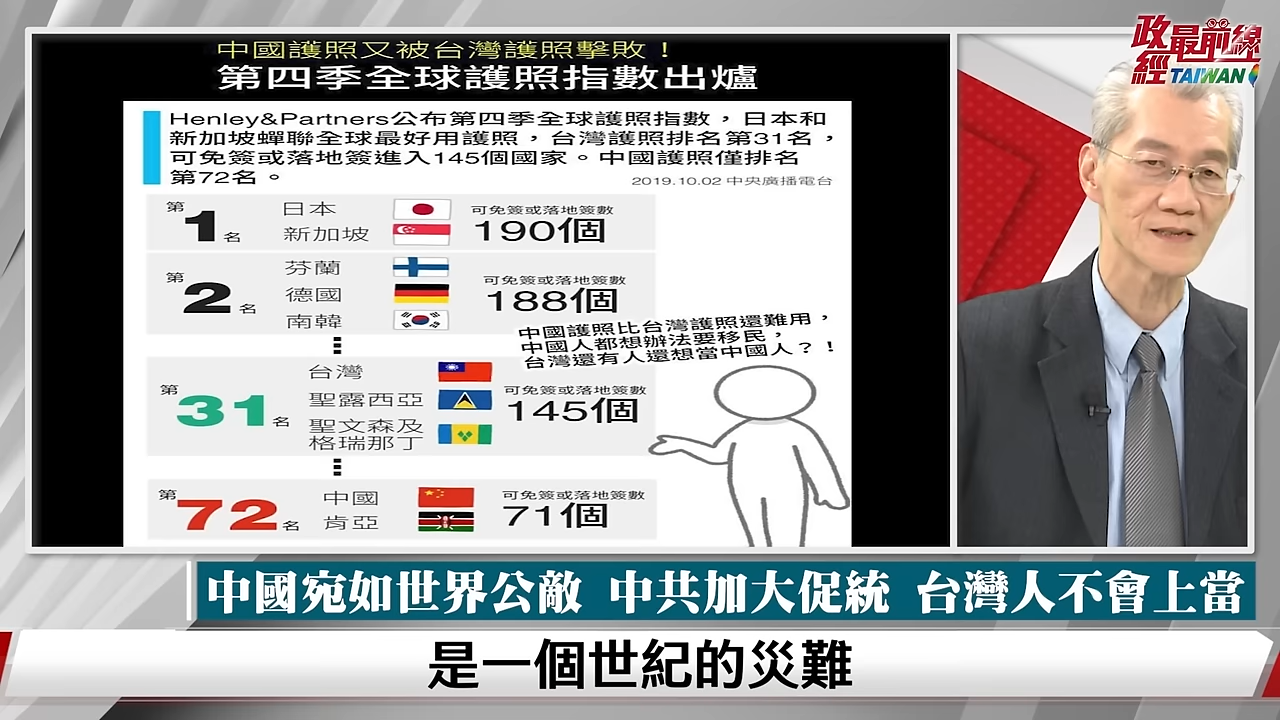 中國護照又被台灣護照擊敗！
第四季全球護照指數出爐
政經最前線
TAIWAN
Henley&Partners公布第四季全球護照指數，日本和
新加坡蟬聯全球最好用護照，台灣護照排名第31名，
可免簽或落地簽進入145個國家。中國護照僅排名
第72名。
2019.10.02 中央廣播電台
第1名
日本
新加坡
可免簽或落地簽數
190個
第2名
芬蘭
德國
南韓
可免簽或落地簽數
188個
中國護照比台灣護照還難用，
中國人都想辦法要移民，
台灣還有人還想當中國人？！
第31名
台灣
聖露西亞
聖文森及
格瑞那丁
可免簽或落地簽數
145個
第72名
中國
肯亞
可免簽或落地簽數
71個
中國宛如世界公敵 中共加大促統 台灣人不會上當
是一個世紀的災難